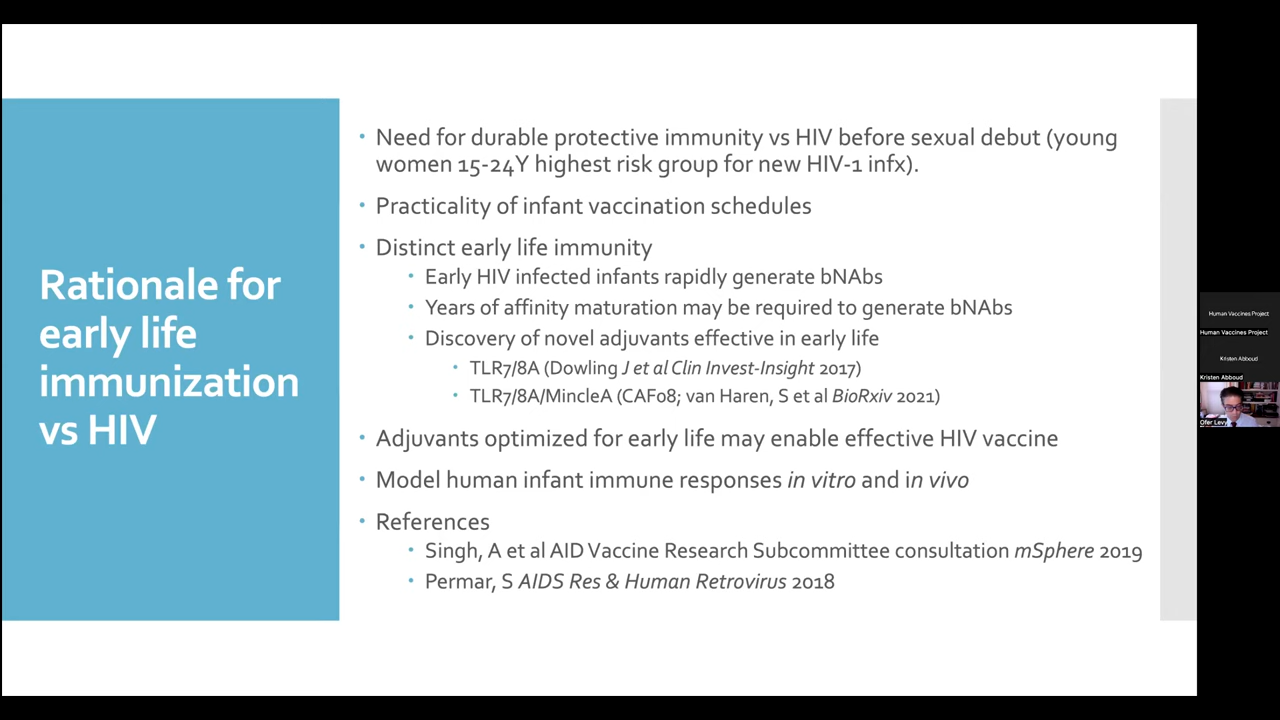 Rationale for
early life
immunization
vs HIV
• Need for durable protective immunity vs HIV before sexual debut (young
women 15-24Y highest risk group for new HIV-1 infx).
• Practicality of infant vaccination schedules
• Distinct early life immunity
• Early HIV infected infants rapidly generate bNAbs
• Years of affinity maturation may be required to generate bNAbs
• Discovery of novel adjuvants effective in early life
• TLR7/8A (Dowling J et al Clin Invest-Insight 2017)
• TLR7/8A/MincleA (CAF08; van Haren, S et al BioRxiv 2021)
• Adjuvants optimized for early life may enable effective HIV vaccine
• Model human infant immune responses in vitro and in vivo
• References
• Singh, A et al AID Vaccine Research Subcommittee consultation mSphere 2019
• Permar, S AIDS Res & Human Retrovirus 2018
Human Vaccines Project
Human Vaccines Project
Kristen Abboud
Kristen Abboud
Ofer Levy